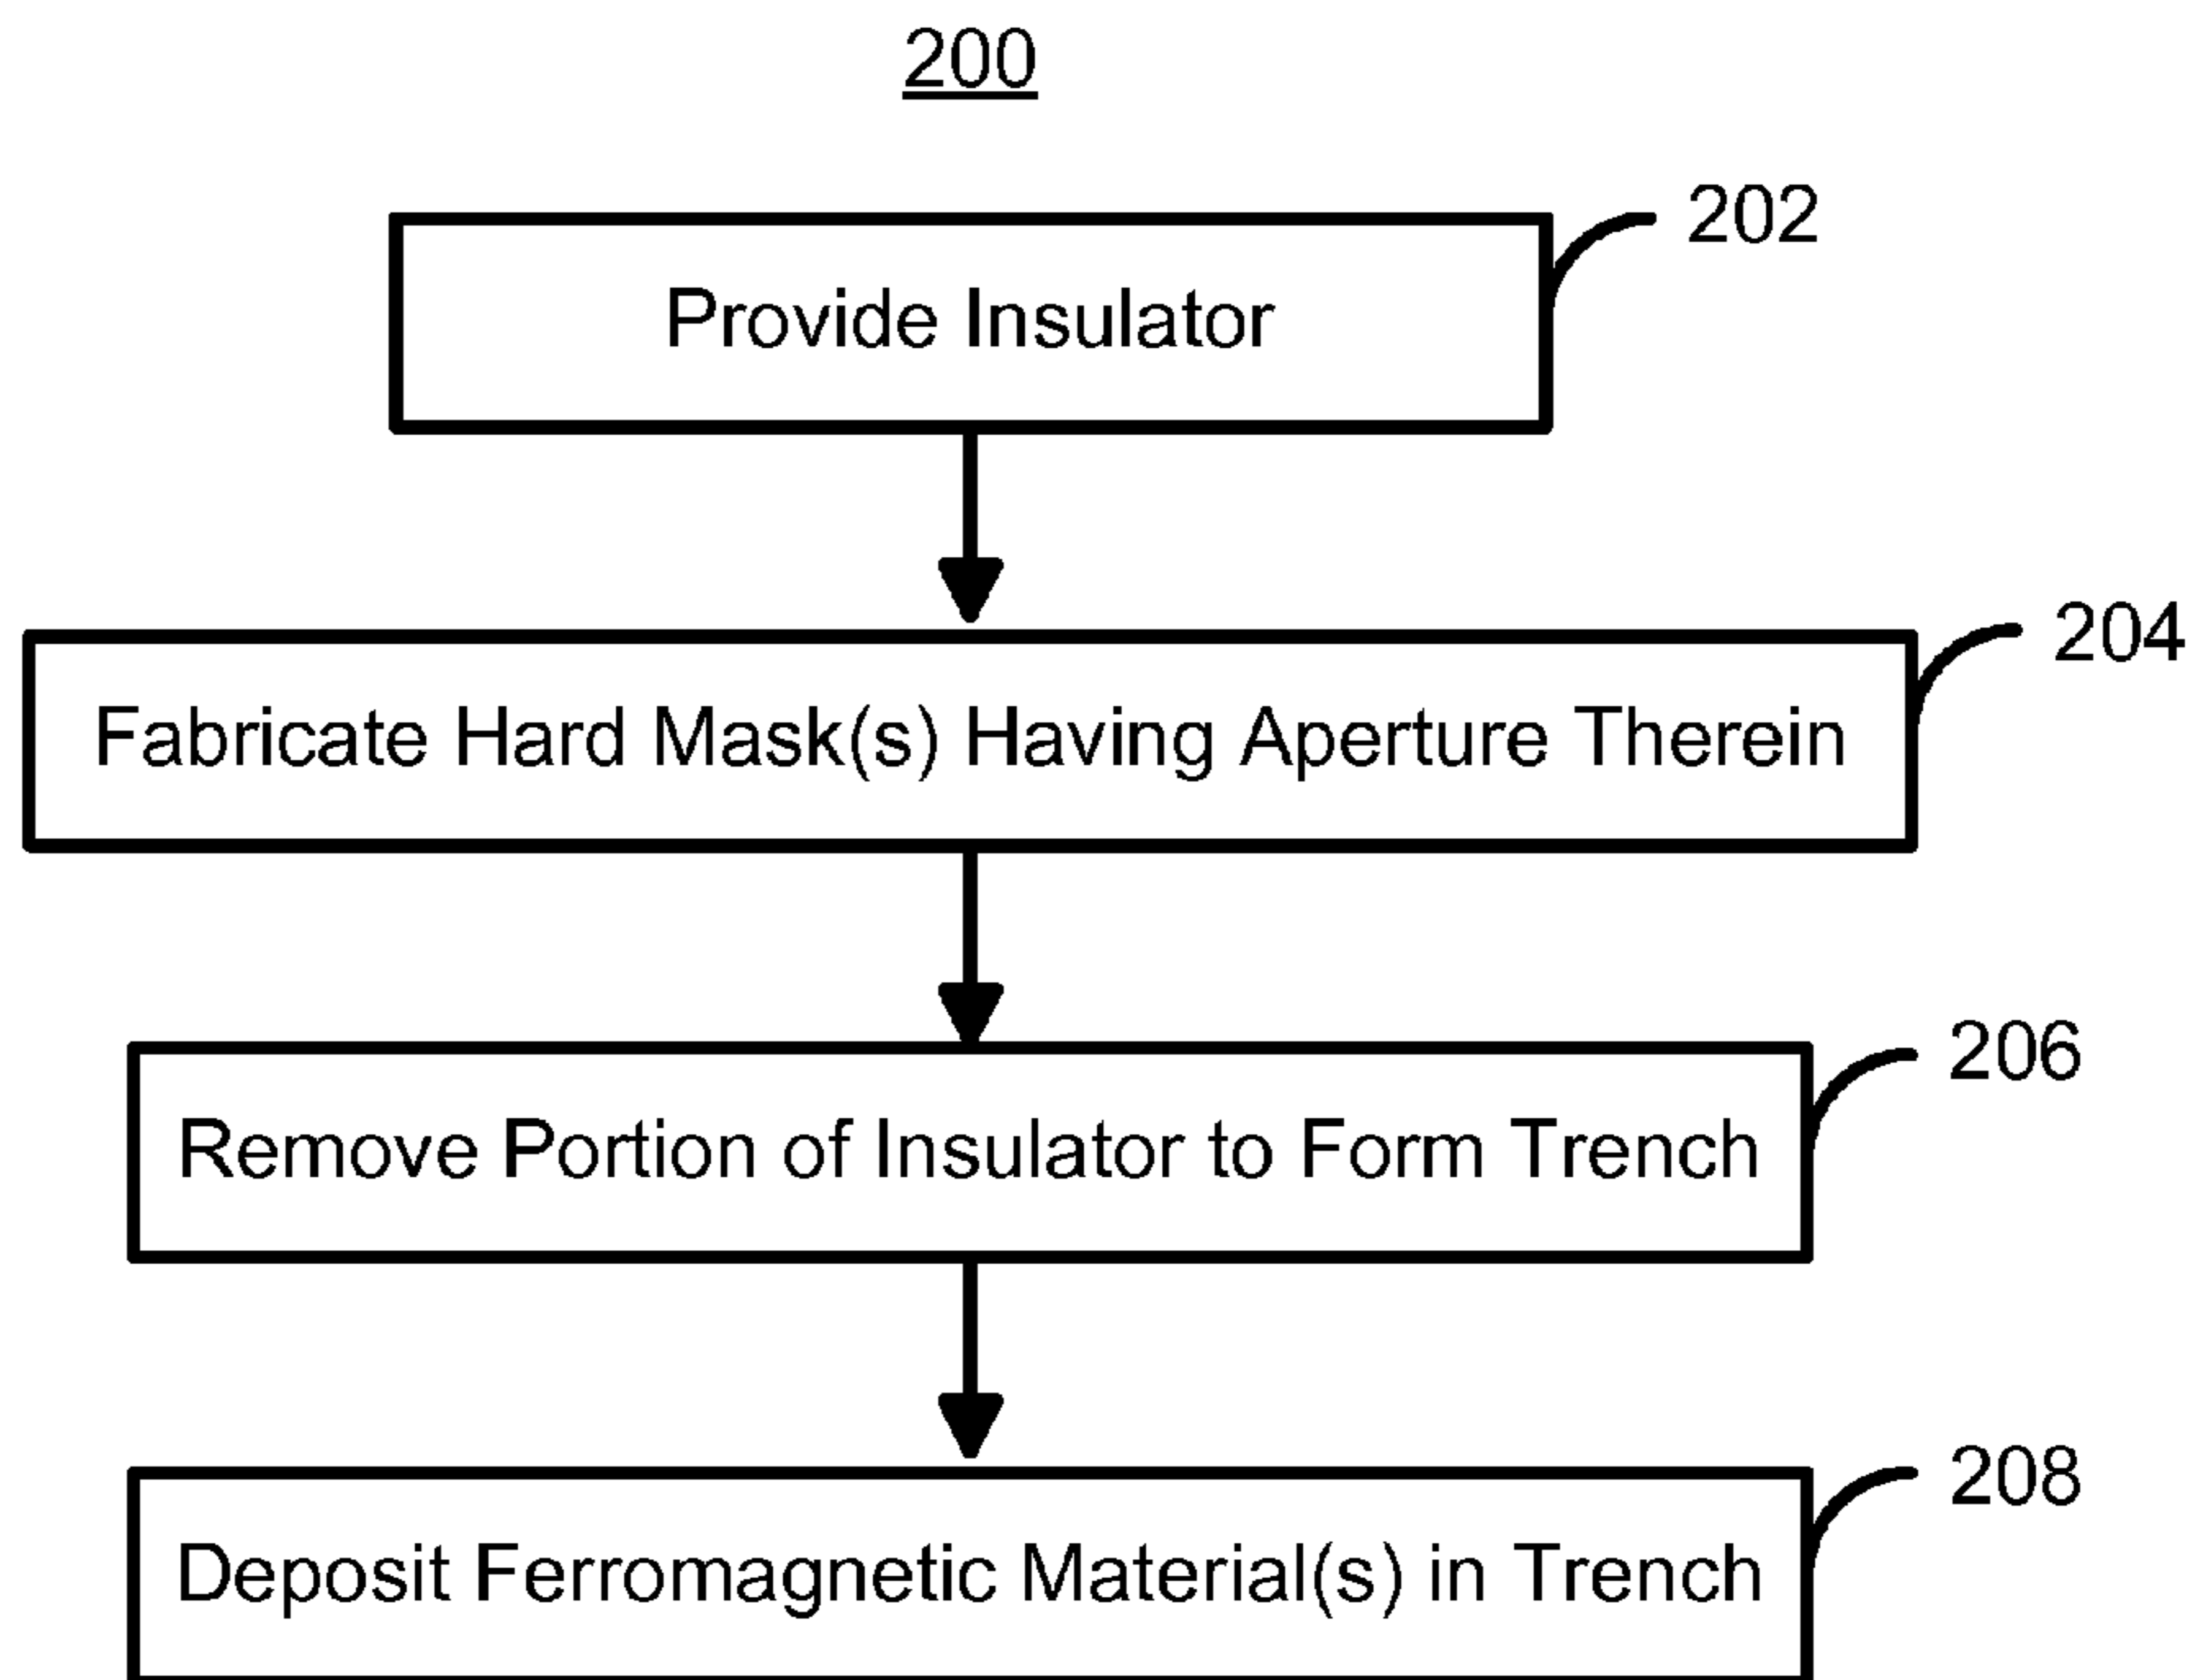 200
202
Provide Insulator
204
Fabricate Hard Mask(s) Having Aperture Therein
206
Remove Portion of Insulator to Form Trench
208
Deposit Ferromagnetic Material(s) in Trench